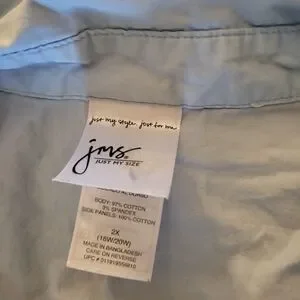 just my style. just for me.
jms®
JUST MY SIZE
BODY: 97% COTTON
3% SPANDEX
SIDE PANELS: 100% COTTON
2X
(18W/20W)
MADE IN BANGLADESH
CARE ON REVERSE
UPC #